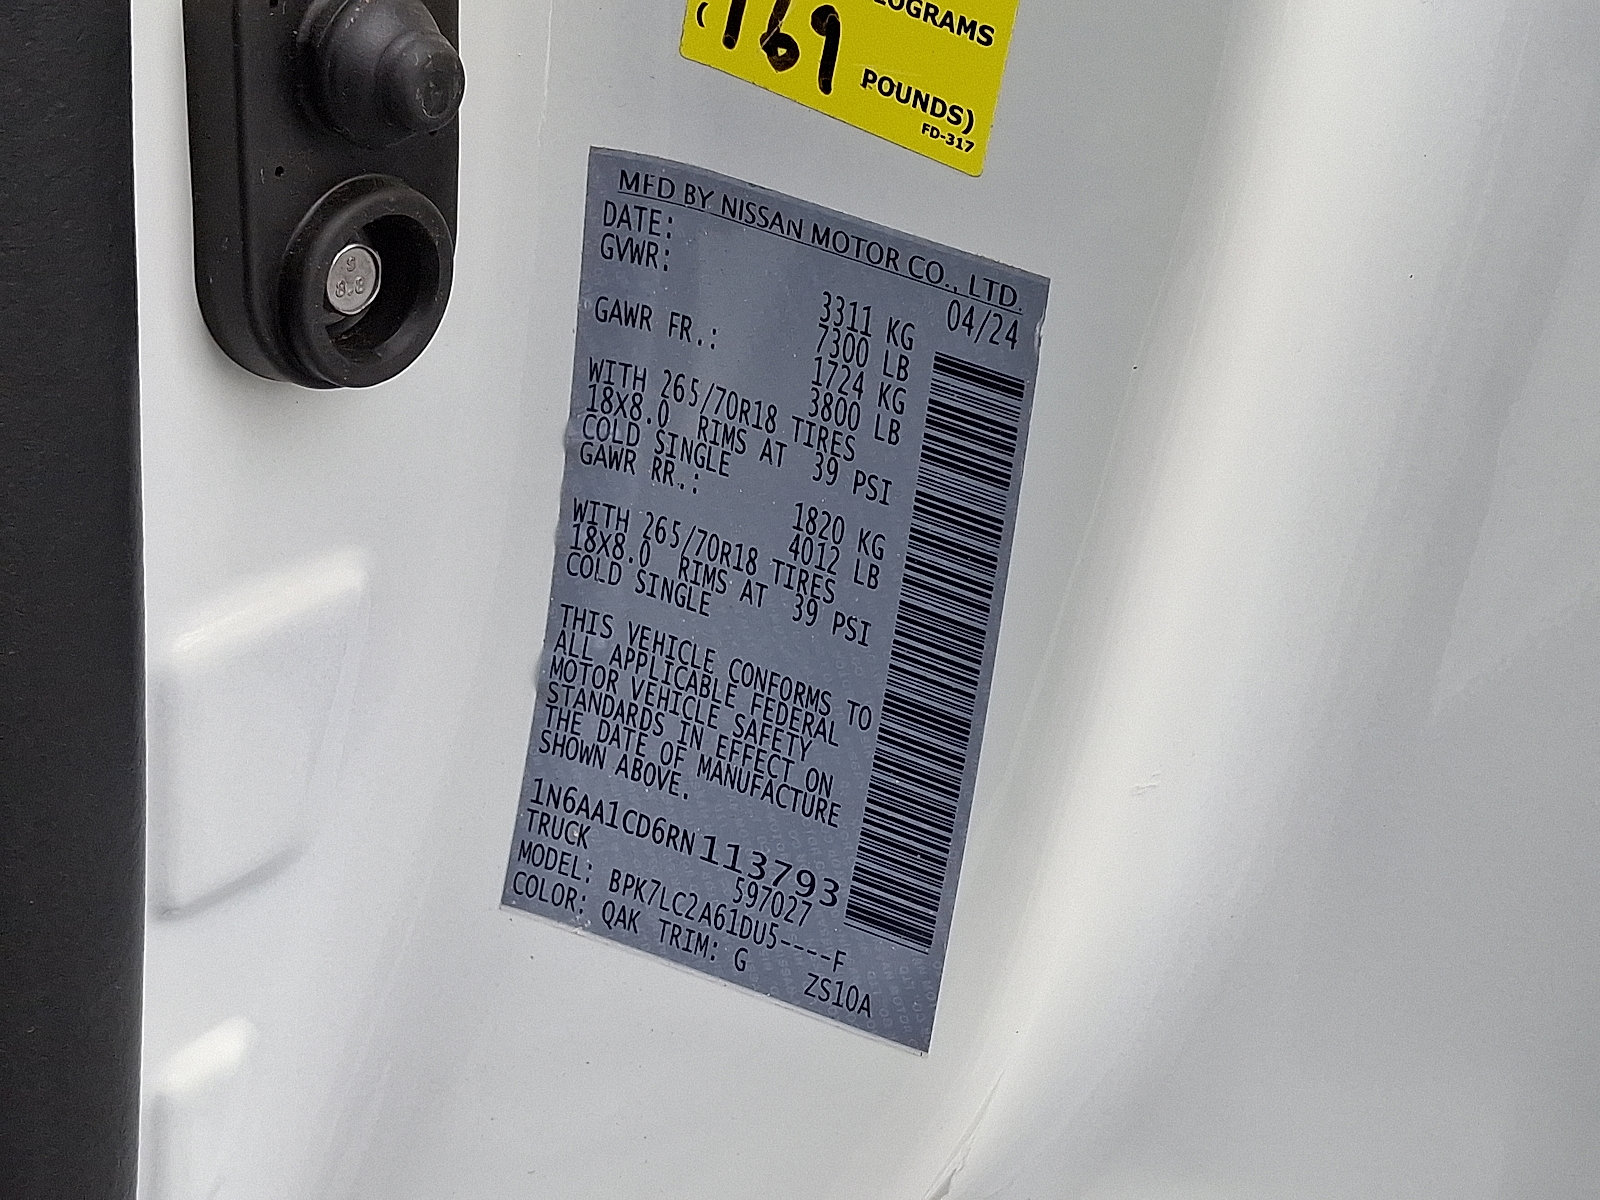 169
POUNDS)
FD-317
MFD BY NISSAN MOTOR CO., LTD.
DATE: 04/24
GVWR: 3311 KG
7300 LB
GAWR FR.: 1724 KG
3800 LB
WITH 265/70R18 TIRES
18X8.0 RIMS AT 39 PSI
COLD SINGLE
GAWR RR.: 1820 KG
4012 LB
WITH 265/70R18 TIRES
18X8.0 RIMS AT 39 PSI
COLD SINGLE
THIS VEHICLE CONFORMS TO
ALL APPLICABLE FEDERAL
MOTOR VEHICLE SAFETY
STANDARDS IN EFFECT ON
THE DATE OF MANUFACTURE
SHOWN ABOVE.
1N6AA1CD6RN113793
TRUCK 597027
MODEL: BPK7LC2A61DU5----F
COLOR: QAK TRIM: G ZS10A
S
8.8